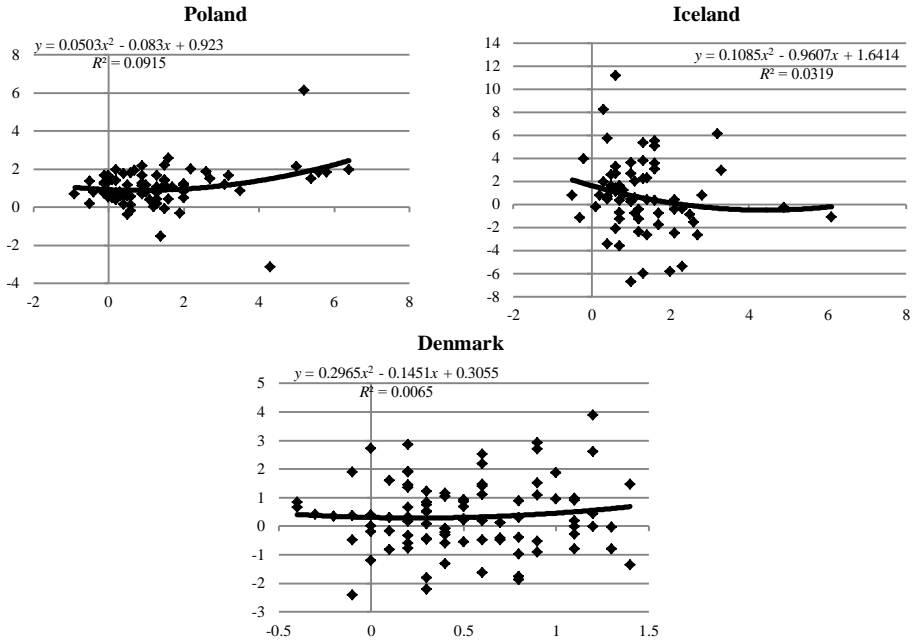 Poland
y = 0.0503x² - 0.083x + 0.923
R² = 0.0915
8
6
4
2
0
-2
-4
-2 0 2 4 6 8
Iceland
y = 0.1085x² - 0.9607x + 1.6414
R² = 0.0319
14
12
10
8
6
4
2
0
-2
-4
-6
-8
-2 0 2 4 6 8
Denmark
y = 0.2965x² - 0.1451x + 0.3055
R² = 0.0065
5
4
3
2
1
0
-1
-2
-3
-0.5 0 0.5 1 1.5